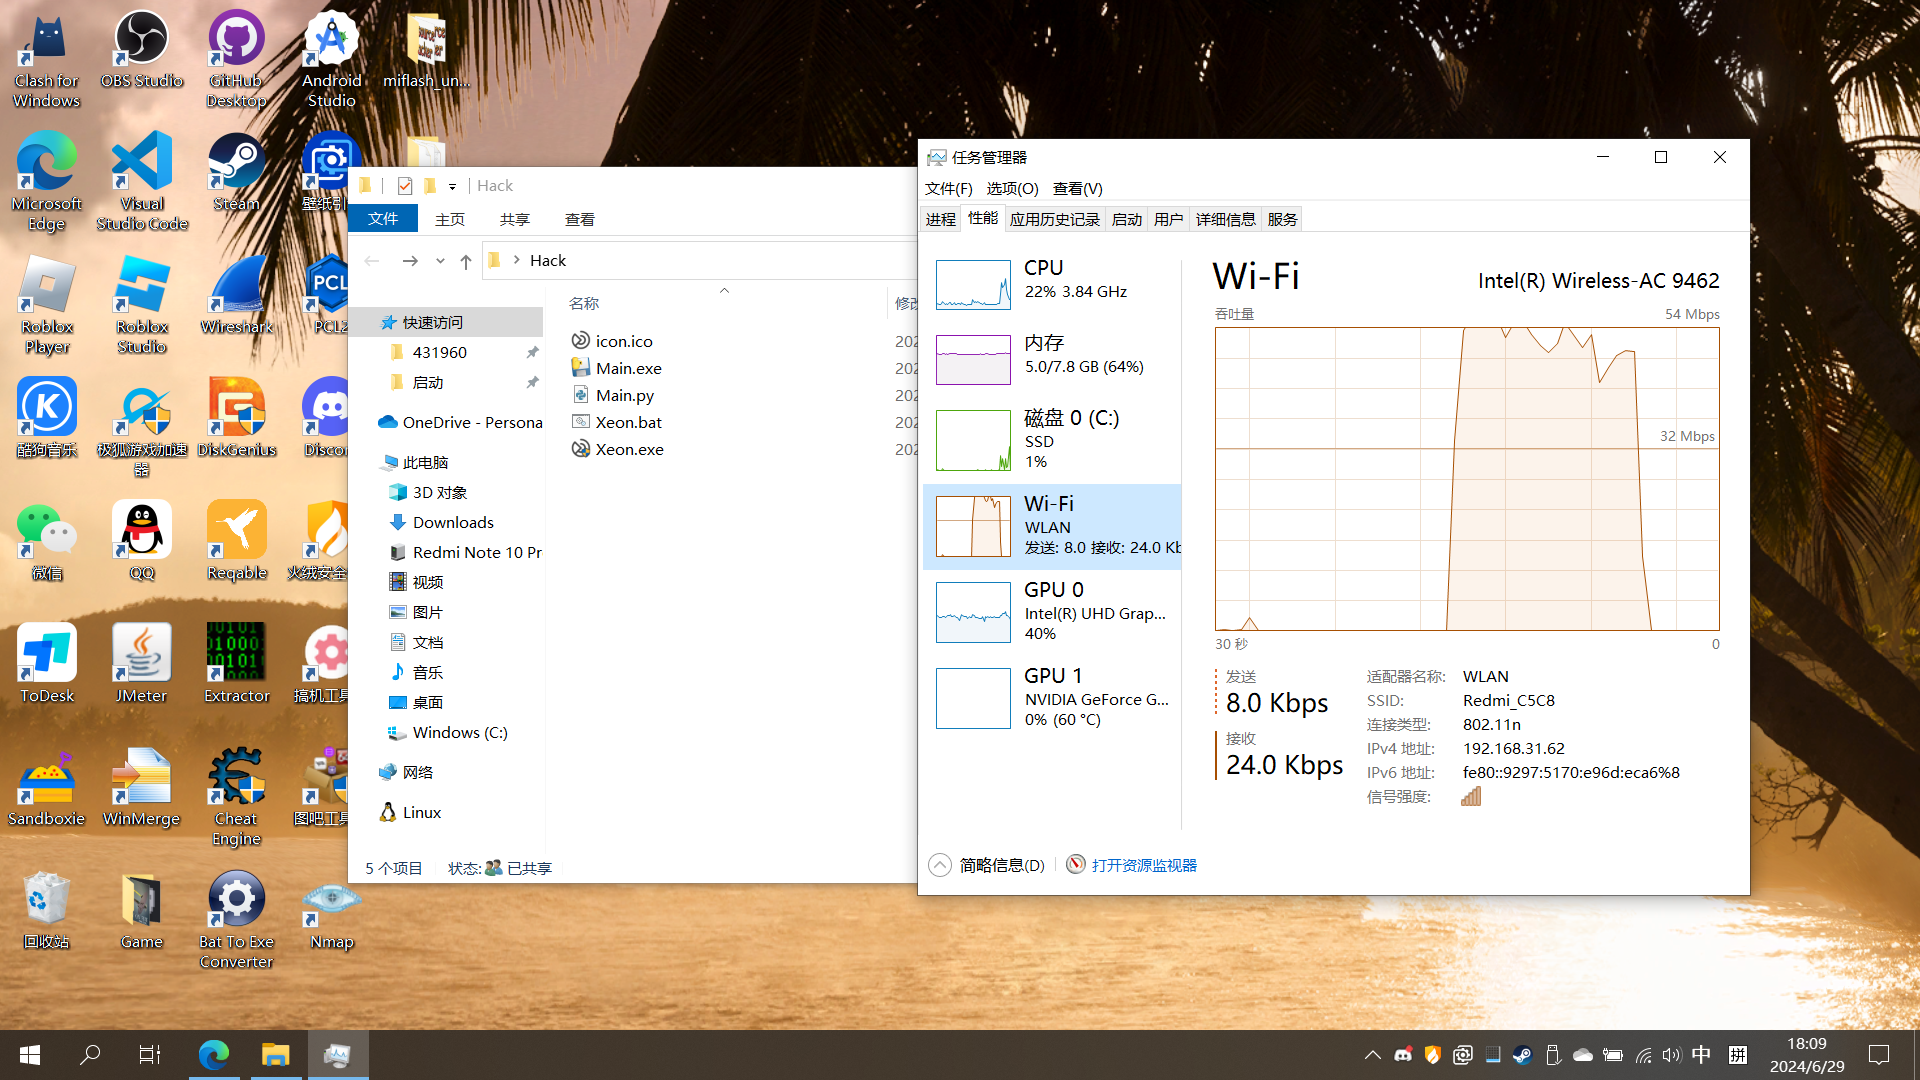 Clash for
Windows
OBS Studio
GitHub
Desktop
Android
Studio
miflash_un...
Microsoft
Edge
Visual
Studio Code
Steam
壁纸引
Roblox
Player
Roblox
Studio
Wireshark
PCL
PCL2
酷狗音乐
极狐游戏加速
器
DiskGenius
Discor
微信
QQ
Reqable
火绒安全
ToDesk
JMeter
Extractor
搞机工具
Sandboxie
WinMerge
Cheat
Engine
图吧工具
回收站
Game
Bat To Exe
Converter
Nmap
Hack
文件
主页
共享
查看
Hack
快速访问
431960
启动
OneDrive - Persona
此电脑
3D 对象
Downloads
Redmi Note 10 Pr
视频
图片
文档
音乐
桌面
Windows (C:)
网络
Linux
名称
修改
icon.ico
202
Main.exe
202
Main.py
202
Xeon.bat
202
Xeon.exe
202
5 个项目
状态:
已共享
任务管理器
文件(F)
选项(O)
查看(V)
进程
性能
应用历史记录
启动
用户
详细信息
服务
CPU
22% 3.84 GHz
内存
5.0/7.8 GB (64%)
磁盘 0 (C:)
SSD
1%
Wi-Fi
WLAN
发送: 8.0 接收: 24.0 Kb
GPU 0
Intel(R) UHD Grap...
40%
GPU 1
NVIDIA GeForce G...
0% (60 °C)
Wi-Fi
Intel(R) Wireless-AC 9462
吞吐量
54 Mbps
32 Mbps
30 秒
0
发送
8.0 Kbps
接收
24.0 Kbps
适配器名称:
WLAN
SSID:
Redmi_C5C8
连接类型:
802.11n
IPv4 地址:
192.168.31.62
IPv6 地址:
fe80::9297:5170:e96d:eca6%8
信号强度:
简略信息(D)
打开资源监视器
中
拼
18:09
2024/6/29